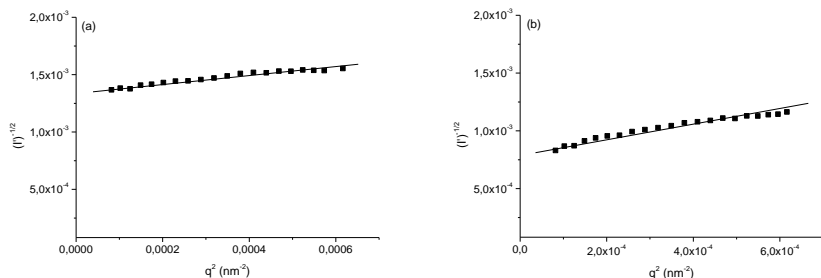 (a)
2,0x10⁻³
1,5x10⁻³
1,0x10⁻³
5,0x10⁻⁴
(I')⁻¹/²
0,0000
0,0002
0,0004
0,0006
q² (nm⁻²)
(b)
2,0x10⁻³
1,5x10⁻³
1,0x10⁻³
5,0x10⁻⁴
(I')⁻¹/²
0,0
2,0x10⁻⁴
4,0x10⁻⁴
6,0x10⁻⁴
q² (nm⁻²)